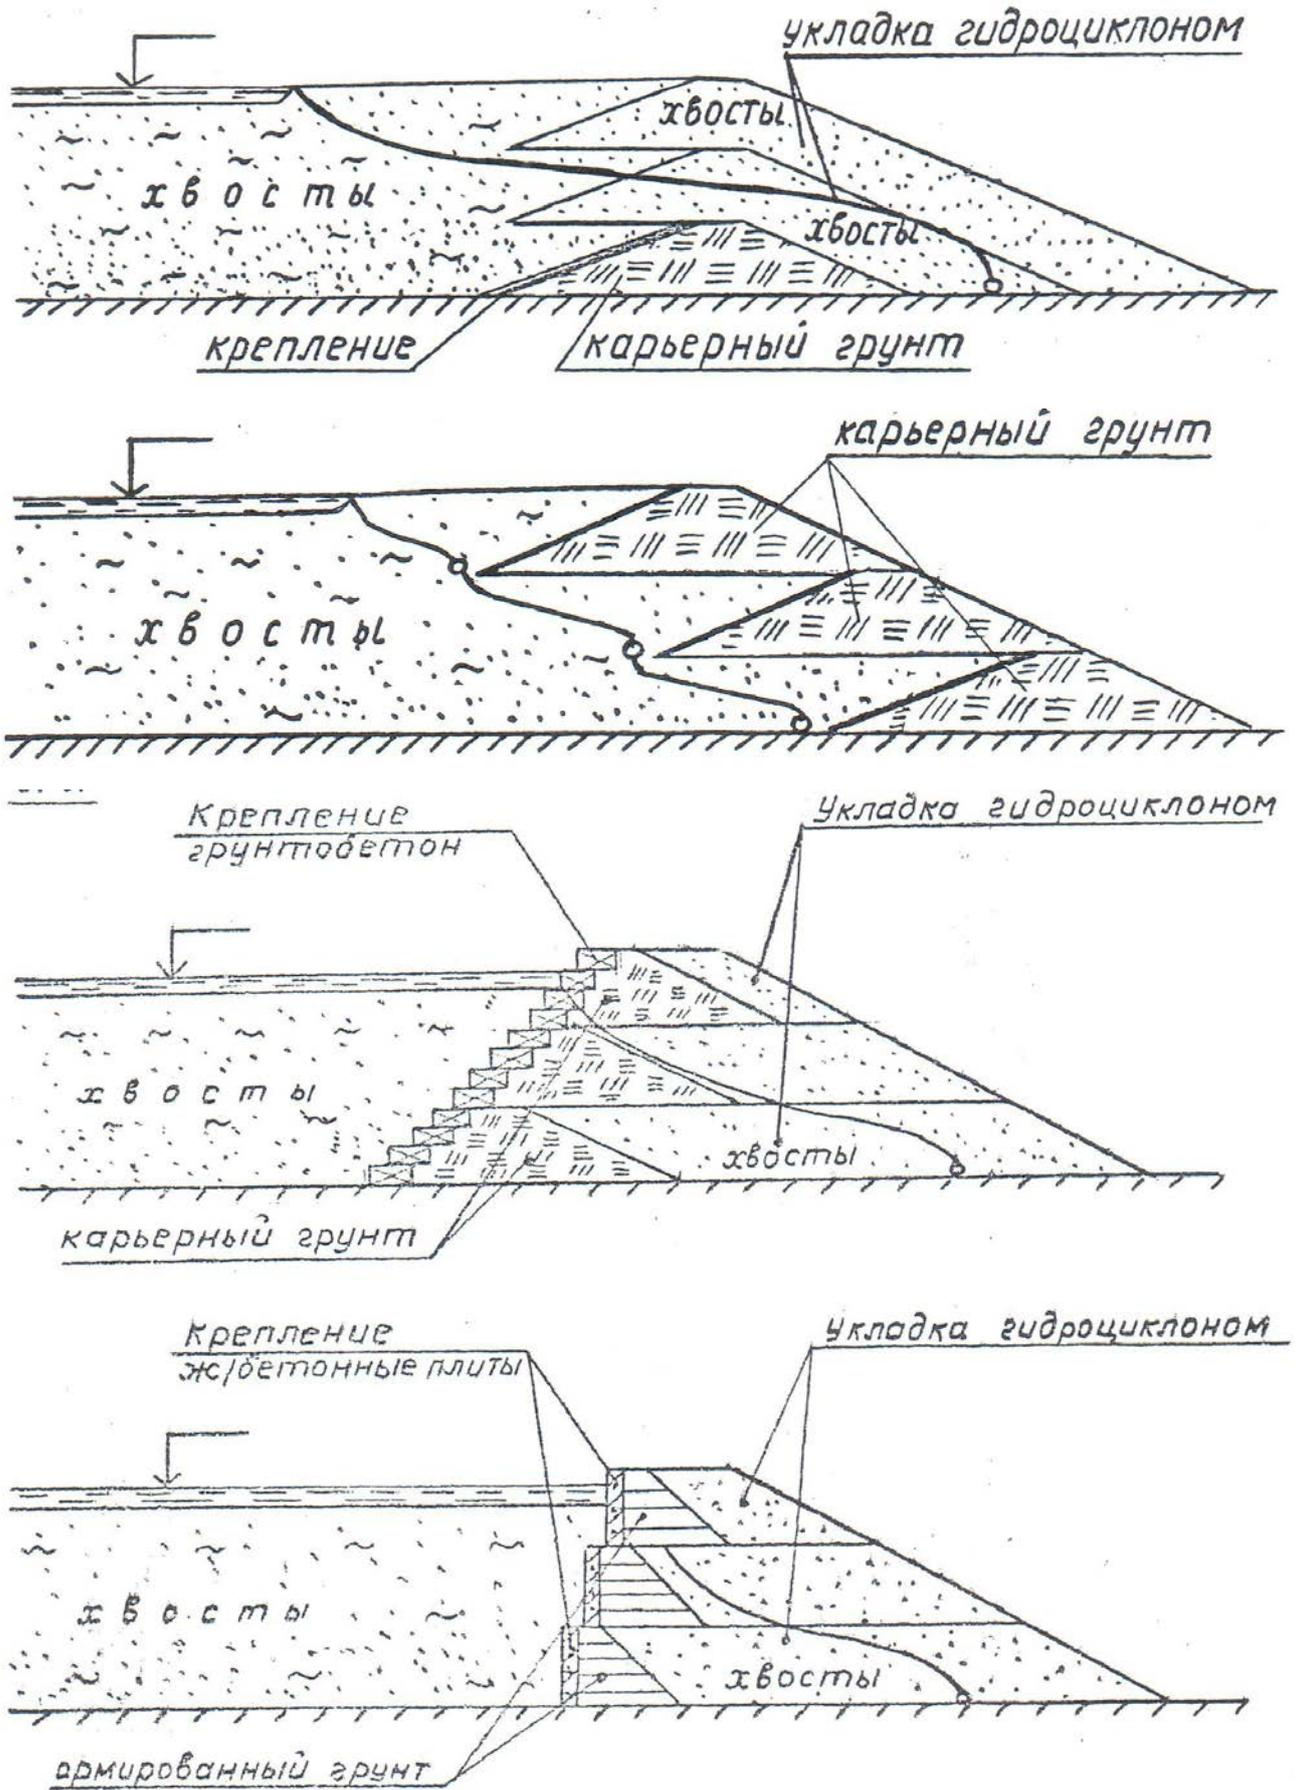 укладка гидроциклоном
хвосты
хвосты
хвосты
крепление
карьерный грунт
карьерный грунт
хвосты
Крепление
грунтобетон
Укладка гидроциклоном
хвосты
хвосты
карьерный грунт
Крепление
ж/бетонные плиты
Укладка гидроциклоном
хвосты
хвосты
армированный грунт